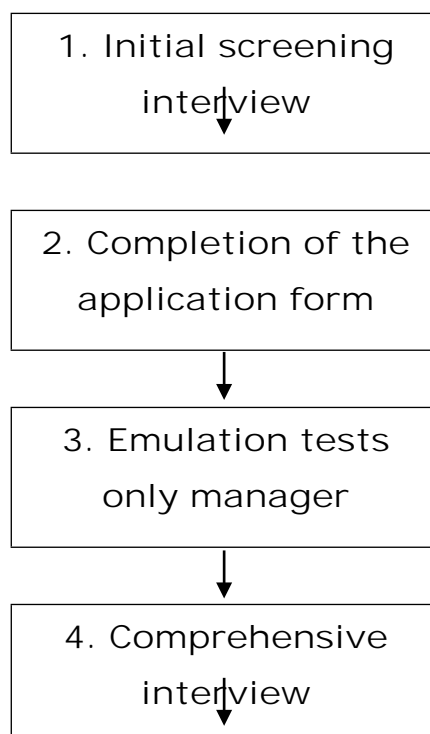 1. Initial screening
interview
2. Completion of the
application form
3. Emulation tests
only manager
4. Comprehensive
interview